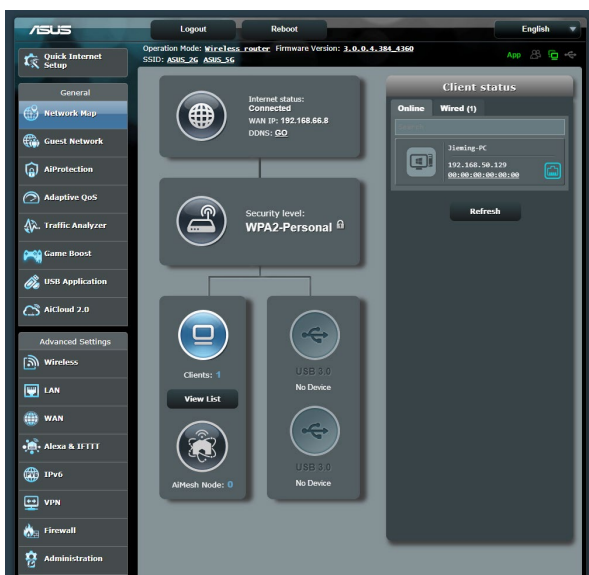 ASUS
Logout
Reboot
English
Quick Internet
Setup
Operation Mode: Wireless router Firmware Version: 3.0.0.4.384_4360
SSID: ASUS_2G ASUS_5G
App
General
Network Map
Guest Network
AiProtection
Adaptive QoS
Traffic Analyzer
Game Boost
USB Application
AiCloud 2.0
Advanced Settings
Wireless
LAN
WAN
Alexa & IFTTT
IPv6
VPN
Firewall
Administration
Internet status:
Connected
WAN IP: 192.168.66.8
DDNS: GO
Security level:
WPA2-Personal
Clients: 1
View List
AiMesh Node: 0
USB 3.0
No Device
USB 3.0
No Device
Client status
Online
Wired (1)
Jieming-PC
192.168.50.129
00:00:00:00:00:00
Refresh